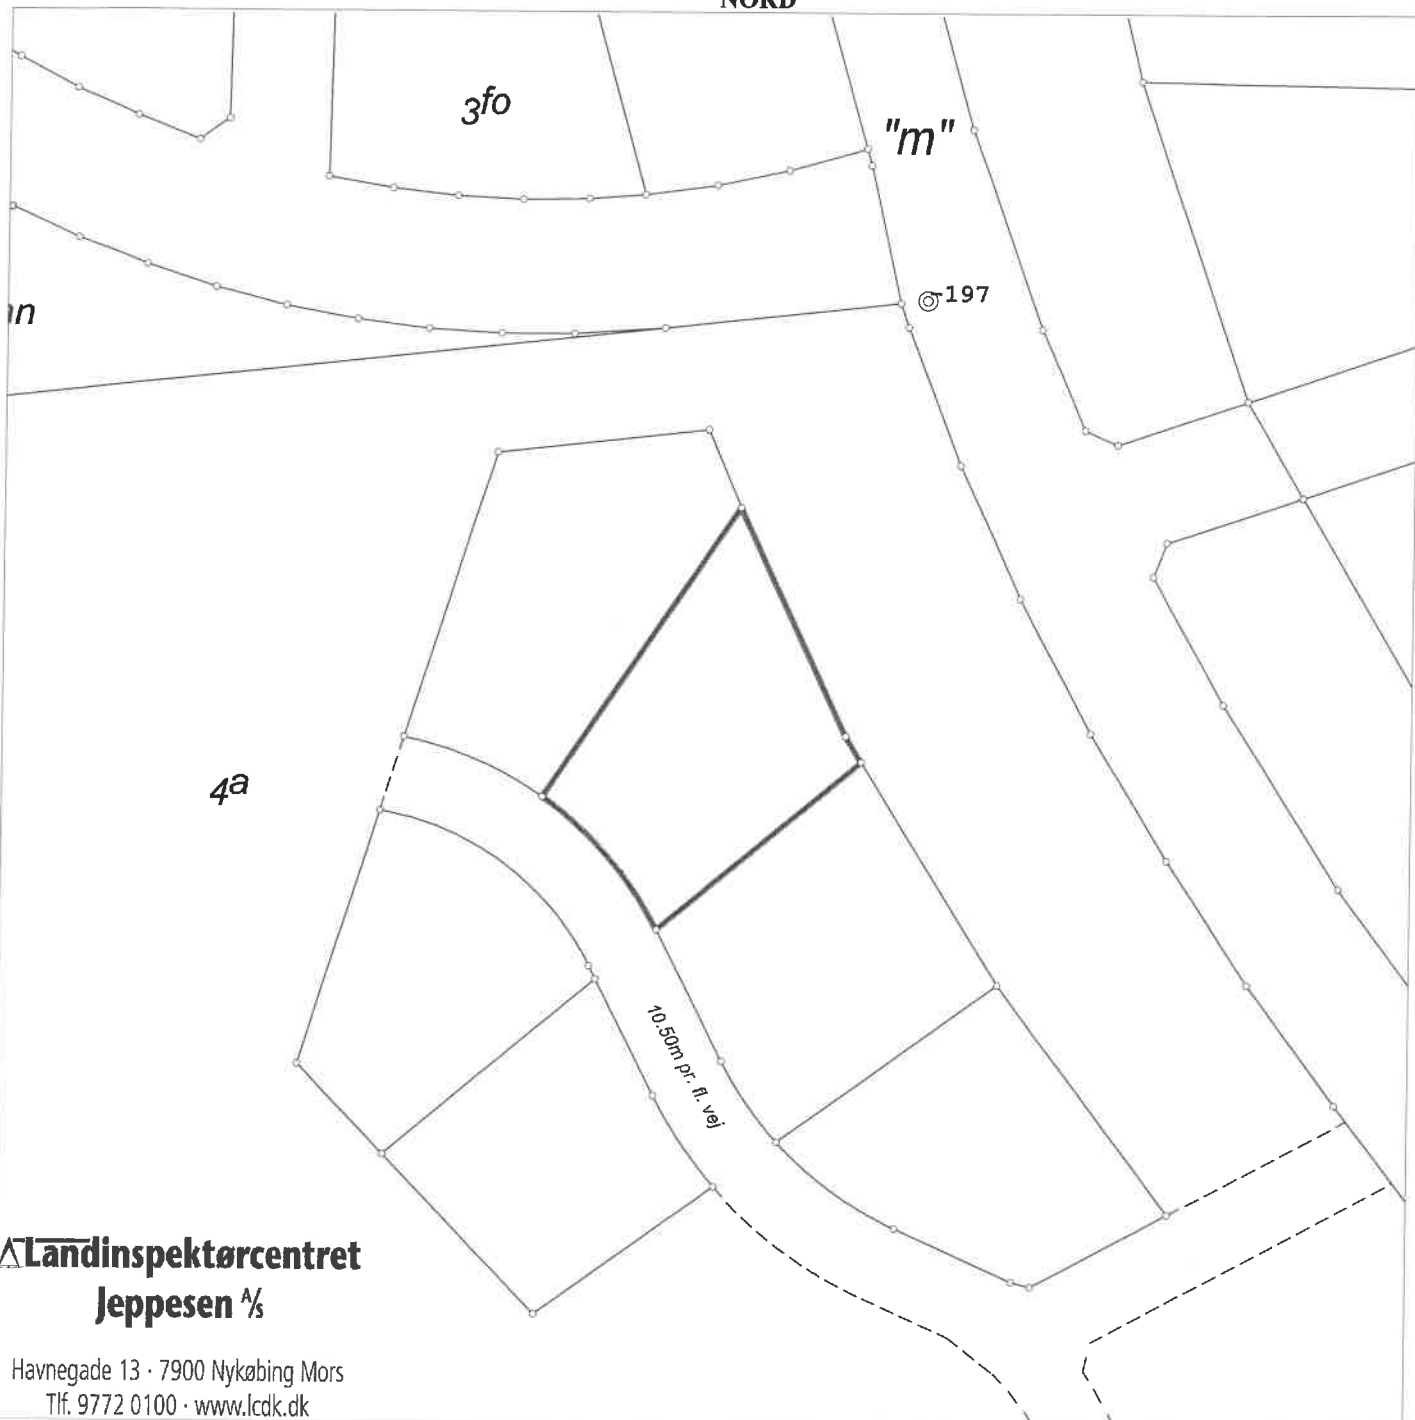 NORD
3fo
"m"
197
4a
10.50m pr. fl. vej
Landinspektørcentret
Jeppesen A/s
Havnegade 13 · 7900 Nykøbing Mors
Tlf. 9772 0100 · www.lcdk.dk